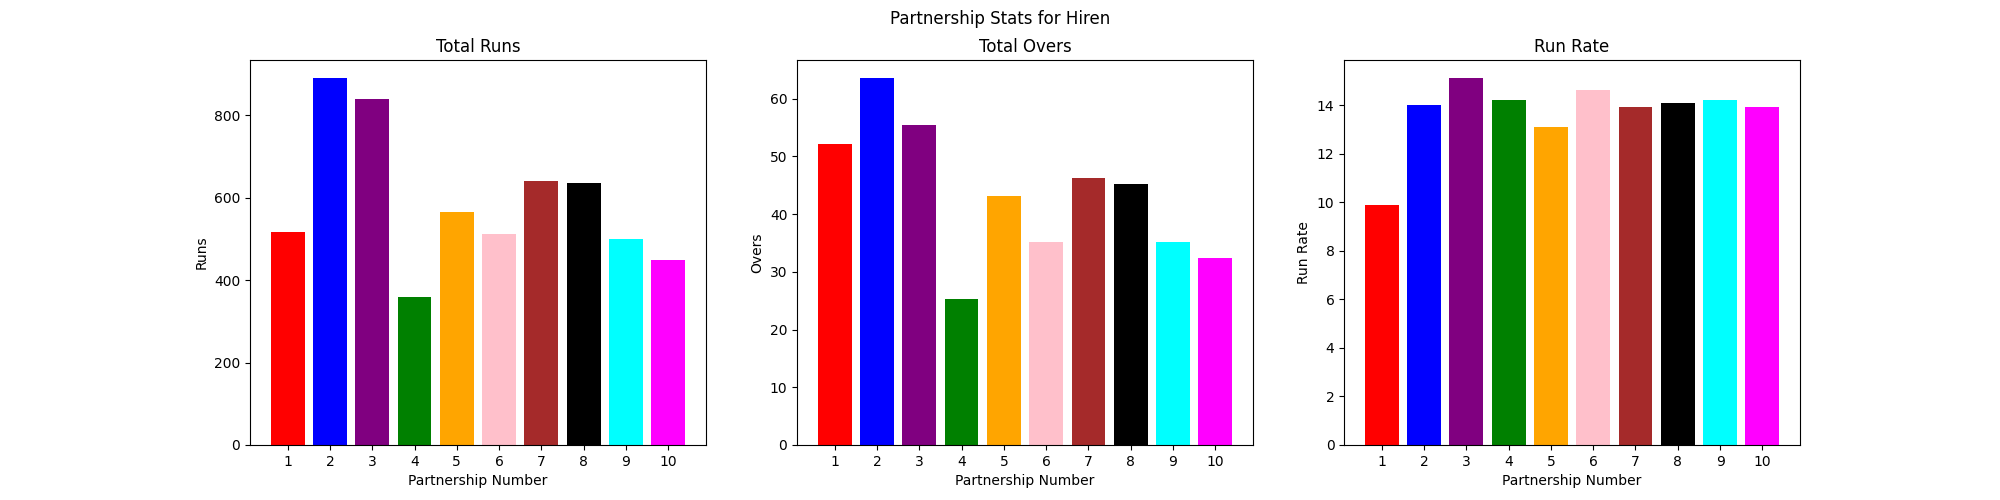 Partnership Stats for Hiren
Total Runs
Runs
800
600
400
200
0
1 2 3 4 5 6 7 8 9 10
Partnership Number
Total Overs
Overs
60
50
40
30
20
10
0
1 2 3 4 5 6 7 8 9 10
Partnership Number
Run Rate
Run Rate
14
12
10
8
6
4
2
0
1 2 3 4 5 6 7 8 9 10
Partnership Number